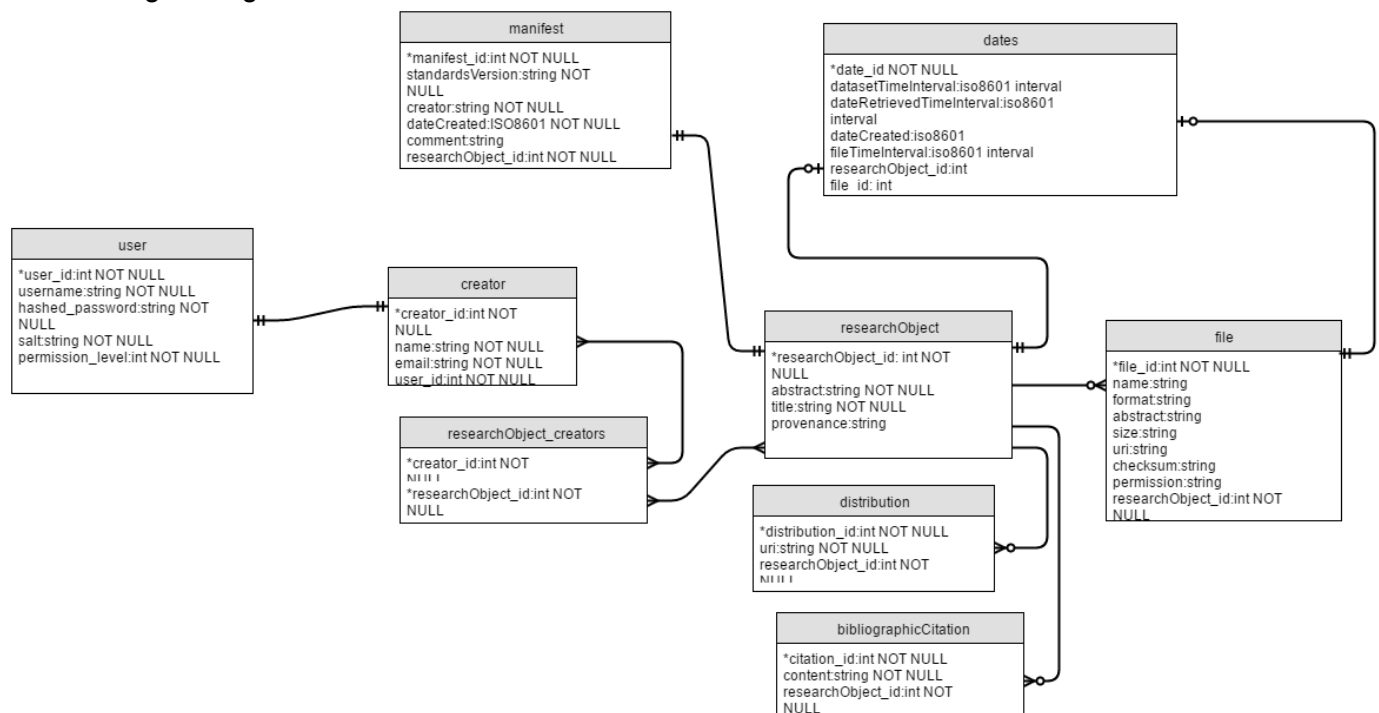 manifest
*manifest_id:int NOT NULL
standardsVersion:string NOT
NULL
creator:string NOT NULL
dateCreated:ISO8601 NOT NULL
comment:string
researchObject_id:int NOT NULL
dates
*date_id NOT NULL
datasetTimeInterval:iso8601 interval
dateRetrievedTimeInterval:iso8601
interval
dateCreated:iso8601
fileTimeInterval:iso8601 interval
researchObject_id:int
file_id: int
user
*user_id:int NOT NULL
username:string NOT NULL
hashed_password:string NOT
NULL
salt:string NOT NULL
permission_level:int NOT NULL
creator
*creator_id:int NOT
NULL
name:string NOT NULL
email:string NOT NULL
user_id:int NOT NULL
researchObject_creators
*creator_id:int NOT
NULL
*researchObject_id:int NOT
NULL
researchObject
*researchObject_id: int NOT
NULL
abstract:string NOT NULL
title:string NOT NULL
provenance:string
file
*file_id:int NOT NULL
name:string
format:string
abstract:string
size:string
uri:string
checksum:string
permission:string
researchObject_id:int NOT
NULL
distribution
*distribution_id:int NOT NULL
uri:string NOT NULL
researchObject_id:int NOT
NULL
bibliographicCitation
*citation_id:int NOT NULL
content:string NOT NULL
researchObject_id:int NOT
NULL